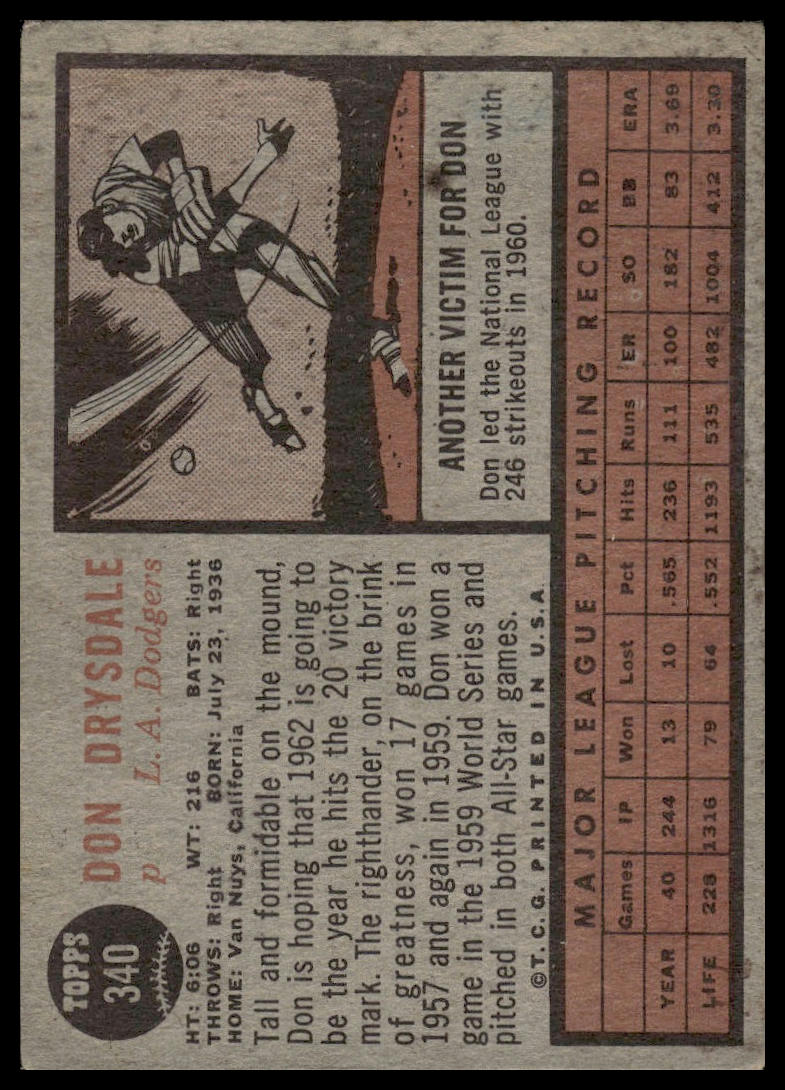 TOPPS
340
DON DRYSDALE
p L. A. Dodgers
HT: 6:06 WT: 216 BATS: Right
THROWS: Right BORN: July 23, 1936
HOME: Van Nuys, California
Tall and formidable on the mound,
Don is hoping that 1962 is going to
be the year he hits the 20 victory
mark. The righthander, on the brink
of greatness, won 17 games in
1957 and again in 1959. Don won a
game in the 1959 World Series and
pitched in both All-Star games.
© T. C. G. PRINTED IN U. S. A.
ANOTHER VICTIM FOR DON
Don led the National League with
246 strikeouts in 1960.
MAJOR LEAGUE PITCHING RECORD
Games IP Won Lost Pct Hits Runs ER SO BB ERA
YEAR 40 244 13 10 .565 236 111 100 182 83 3.69
LIFE 228 1316 79 64 .552 1193 535 482 1004 412 3.30